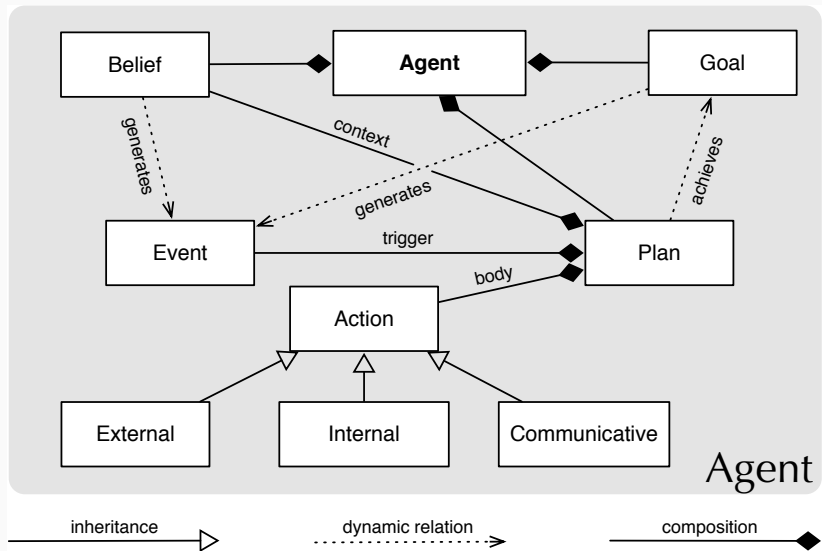 Belief
Agent
Goal
generates
context
generates
achieves
Event
trigger
Plan
body
Action
External
Internal
Communicative
Agent
inheritance
dynamic relation
composition